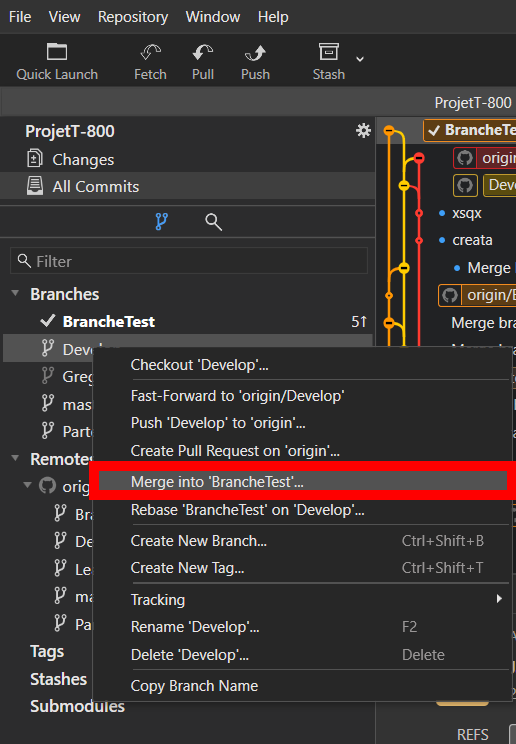 File View Repository Window Help
Quick Launch Fetch Pull Push Stash
ProjetT-800
ProjetT-800
Changes
All Commits
Filter
Branches
BrancheTest 5↑
Develop
Greg
mas
Parte
Remotes
orig
Bra
De
Le
ma
Pa
Tags
Stashes
Submodules
Checkout 'Develop'...
Fast-Forward to 'origin/Develop'
Push 'Develop' to 'origin'...
Create Pull Request on 'origin'...
Merge into 'BrancheTest'...
Rebase 'BrancheTest' on 'Develop'...
Create New Branch... Ctrl+Shift+B
Create New Tag... Ctrl+Shift+T
Tracking
Rename 'Develop'... F2
Delete 'Develop'... Delete
Copy Branch Name
BrancheTe
origin
Deve
xsqx
creata
Merge
origin/
Merge bra
REFS